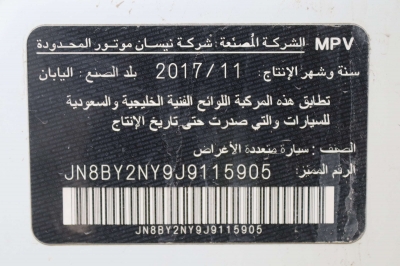 MPV الشركة المصنعة: شركة نيسان موتور المحدودة
سنة وشهر الإنتاج: 2017/11 بلد الصنع: اليابان
تطابق هذه المركبة اللوائح الفنية الخليجية والسعودية
للسيارات والتي صدرت حتى تاريخ الإنتاج
الصنف: سيارة متعددة الأغراض
الرقم المميز: JN8BY2NY9J9115905
JN8BY2NY9J9115905